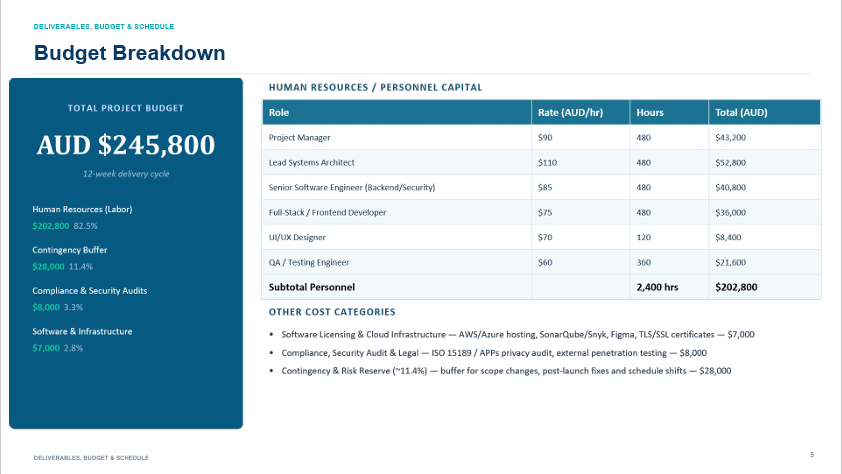 DELIVERABLES, BUDGET & SCHEDULE
Budget Breakdown
TOTAL PROJECT BUDGET
AUD $245,800
12-week delivery cycle
Human Resources (Labor)
$202,800 82.5%
Contingency Buffer
$28,000 11.4%
Compliance & Security Audits
$8,000 3.3%
Software & Infrastructure
$7,000 2.8%
HUMAN RESOURCES / PERSONNEL CAPITAL
Role Rate (AUD/hr) Hours Total (AUD)
Project Manager $90 480 $43,200
Lead Systems Architect $110 480 $52,800
Senior Software Engineer (Backend/Security) $85 480 $40,800
Full-Stack / Frontend Developer $75 480 $36,000
UI/UX Designer $70 120 $8,400
QA / Testing Engineer $60 360 $21,600
Subtotal Personnel 2,400 hrs $202,800
OTHER COST CATEGORIES
• Software Licensing & Cloud Infrastructure — AWS/Azure hosting, SonarQube/Snyk, Figma, TLS/SSL certificates — $7,000
• Compliance, Security Audit & Legal — ISO 15189 / APPs privacy audit, external penetration testing — $8,000
• Contingency & Risk Reserve (~11.4%) — buffer for scope changes, post-launch fixes and schedule shifts — $28,000
DELIVERABLES, BUDGET & SCHEDULE
5